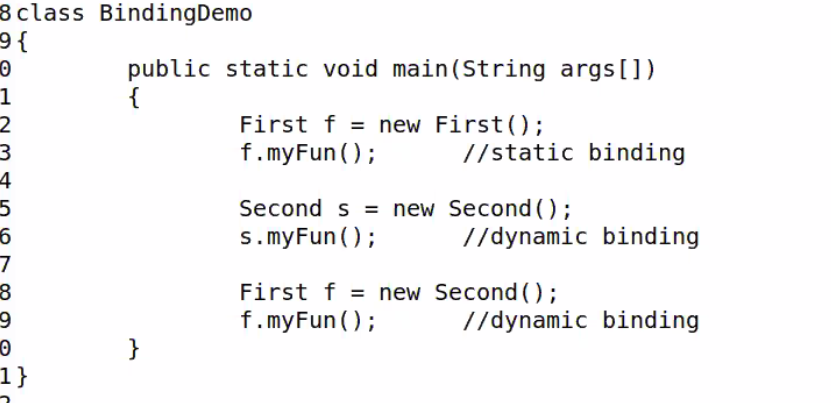 8class BindingDemo
9{
0        public static void main(String args[])
1        {
2                First f = new First();
3                f.myFun();      //static binding
4
5                Second s = new Second();
6                s.myFun();      //dynamic binding
7
8                First f = new Second();
9                f.myFun();      //dynamic binding
0        }
1}